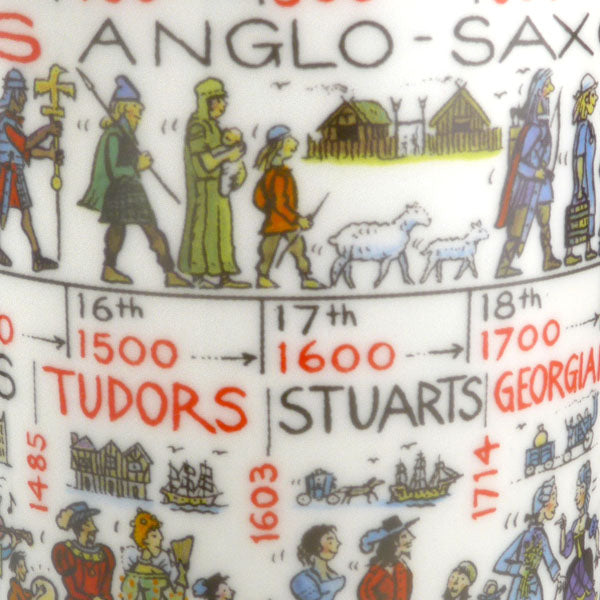 ANGLO-SAX
16th 17th 18th
1500 1600 1700
TUDORS STUARTS GEORGIA
1485 1603 1714